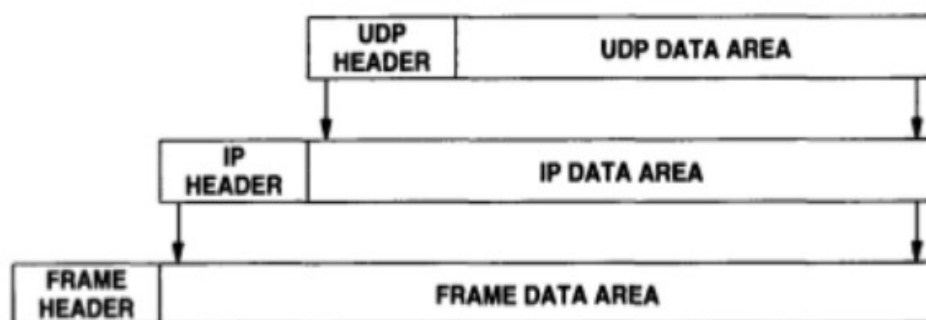 UDP
HEADER
UDP DATA AREA
IP
HEADER
IP DATA AREA
FRAME
HEADER
FRAME DATA AREA